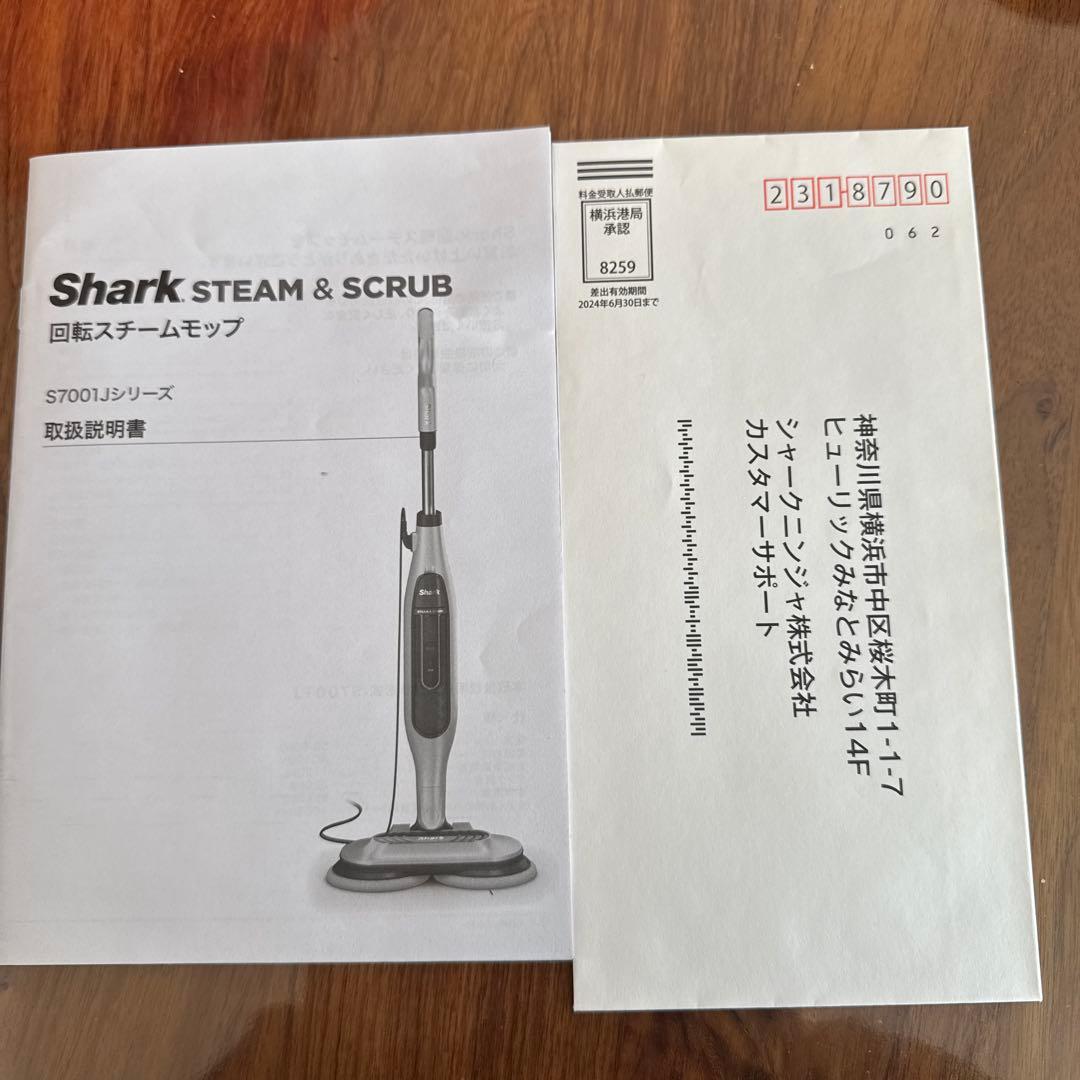 Shark STEAM & SCRUB
回転スチームモップ
S7001Jシリーズ
取扱説明書
Shark
Shark
Shark
料金受取人払郵便
横浜港局
承認
8259
差出有効期間
2024年6月30日まで
231-8790
062
神奈川県横浜市中区桜木町1-1-7
ヒューリックみなとみらい14F
シャークニンジャ株式会社
カスタマーサポート